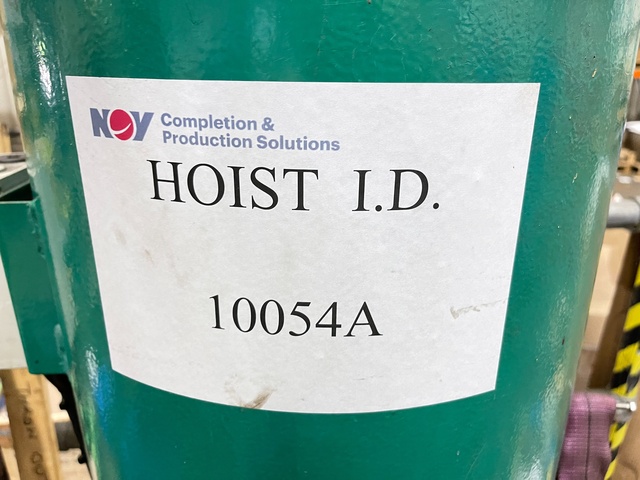 NOV Completion &
Production Solutions
HOIST I.D.
10054A